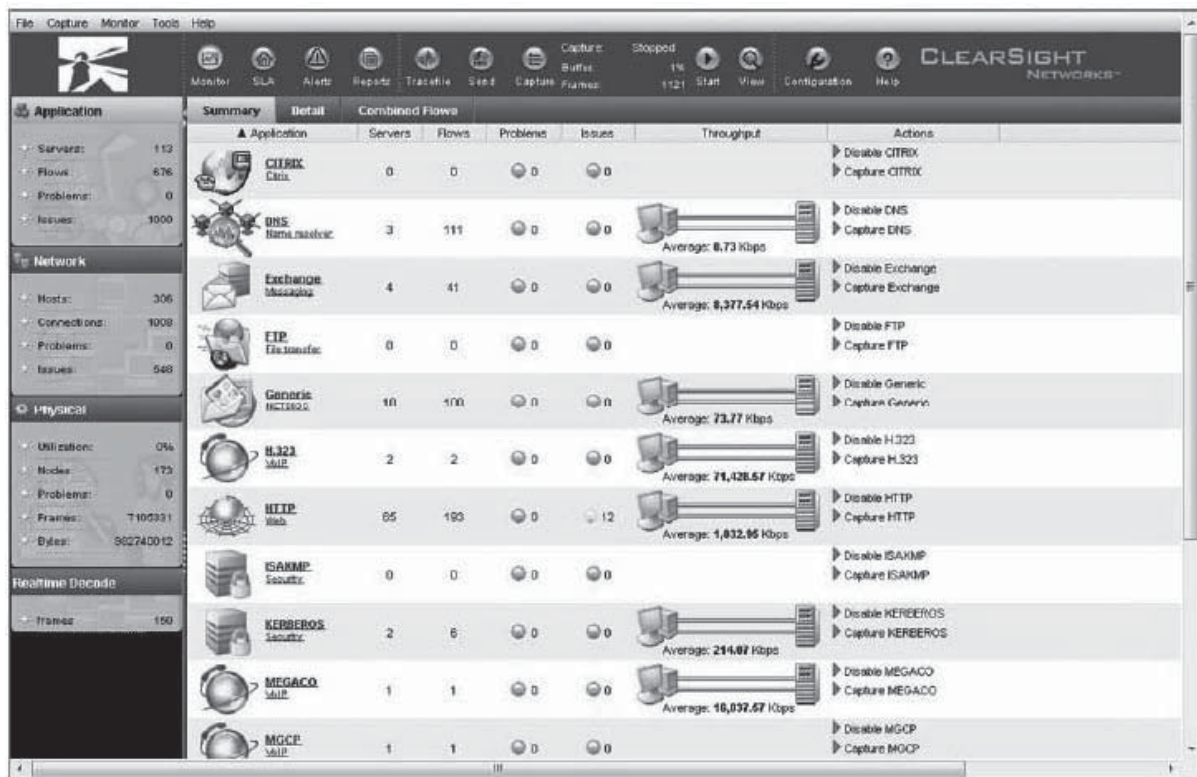 File Capture Monitor Tools Help
Monitor SLA Alerts Reports Tracefile Send Capture
Capture: Stopped
Buffer: 1%
Frames: 1121
Start View Configuration Help
CLEARSIGHT
NETWORKS
Application
Servers: 113
Flows: 676
Problems: 0
Issues: 1000
Network
Hosts: 306
Connections: 1008
Problems: 0
Issues: 548
Physical
Utilization: 0%
Nodes: 173
Problems: 0
Frames:
Bytes: 982740012
Realtime Decode
frames 150
Summary Detail Combined Flows
Application Servers Flows Problems Issues Throughput Actions
CITRIX
Citrix
0 0 0 0
Disable CITRIX
Capture CITRIX
DNS
Name resolver
3 111 0 0
Average: 8.73 Kbps
Disable DNS
Capture DNS
Exchange
Messaging
4 41 0 0
Average: 8,377.54 Kbps
Disable Exchange
Capture Exchange
FTP
File transfer
0 0 0 0
Disable FTP
Capture FTP
Generic
10 100 0 0
Average: 73.77 Kbps
Disable Generic
Capture Generic
H.323
VoIP
2 2 0 0
Average: 71,428.57 Kbps
Disable H.323
Capture H.323
HTTP
Web
65 193 0 12
Average: 1,032.95 Kbps
Disable HTTP
Capture HTTP
ISAKMP
Security
0 0 0 0
Disable ISAKMP
Capture ISAKMP
KERBEROS
Security
2 6 0 0
Average: 214.07 Kbps
Disable KERBEROS
Capture KERBEROS
MEGACO
VoIP
1 1 0 0
Average: 16,037.57 Kbps
Disable MEGACO
Capture MEGACO
MGCP
VoIP
1 1 0 0
Disable MGCP
Capture MGCP